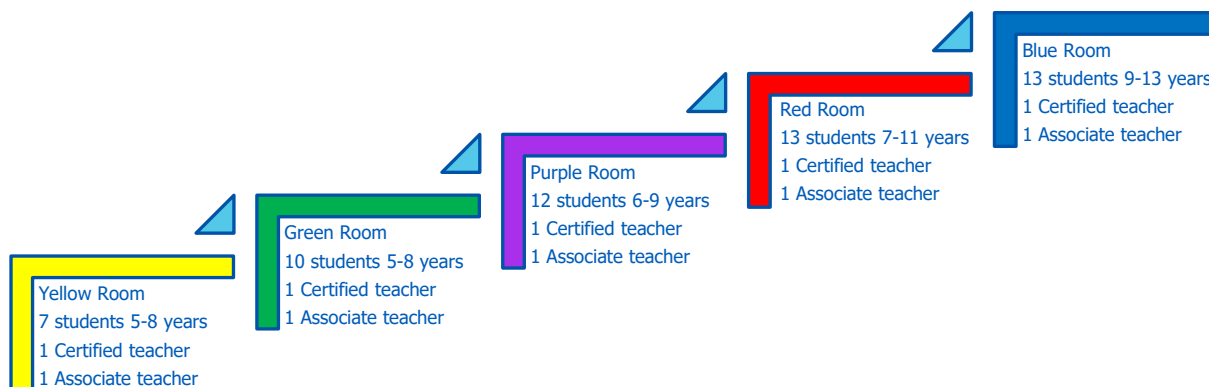 Yellow Room
7 students 5-8 years
1 Certified teacher
1 Associate teacher
Green Room
10 students 5-8 years
1 Certified teacher
1 Associate teacher
Purple Room
12 students 6-9 years
1 Certified teacher
1 Associate teacher
Red Room
13 students 7-11 years
1 Certified teacher
1 Associate teacher
Blue Room
13 students 9-13 years
1 Certified teacher
1 Associate teacher